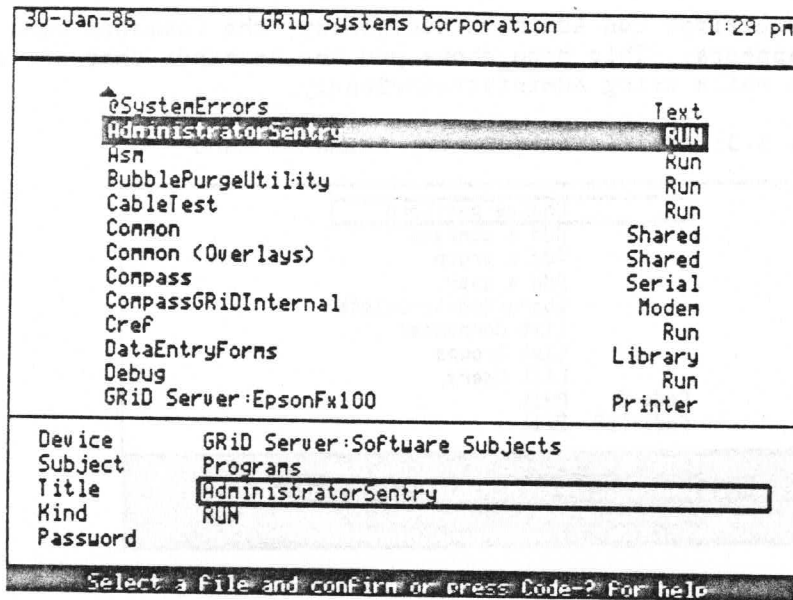 30-Jan-86 GRiD Systems Corporation 1:29 pm
@SystemErrors Text
AdministratorSentry RUN
Asm Run
BubblePurgeUtility Run
CableTest Run
Common Shared
Common (Overlays) Shared
Compass Serial
CompassGRiDInternal Modem
Cref Run
DataEntryForms Library
Debug Run
GRiD Server:EpsonFx100 Printer
Device GRiD Server:Software Subjects
Subject Programs
Title AdministratorSentry
Kind RUN
Password
Select a file and confirm or press Code-? for help